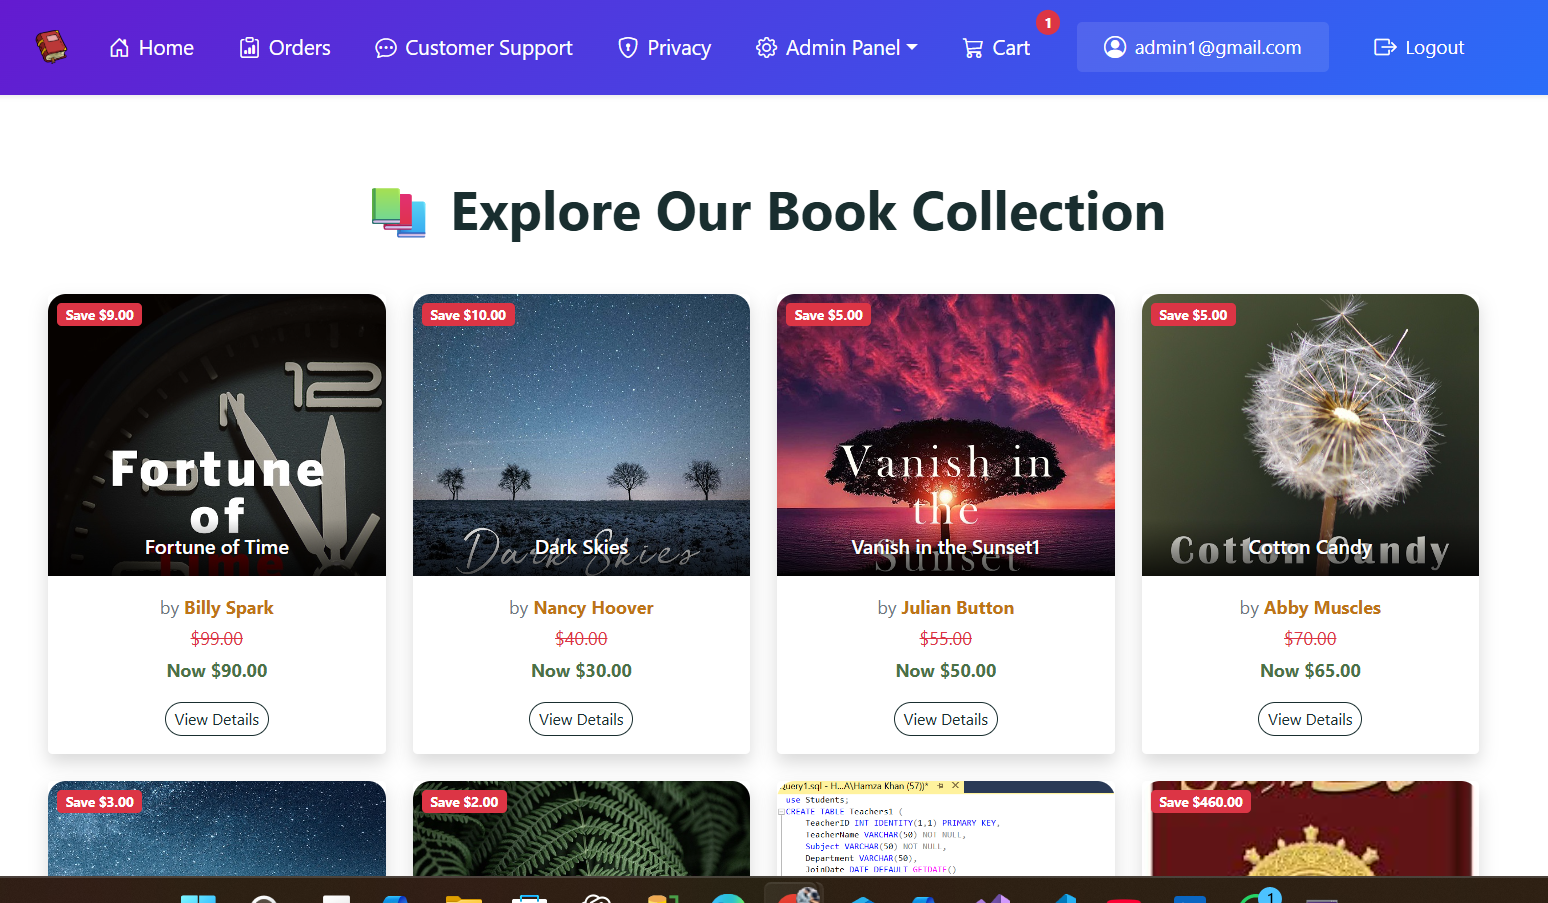 Home Orders Customer Support Privacy Admin Panel Cart 1 admin1@gmail.com Logout
Explore Our Book Collection
Save $9.00 Save $10.00 Save $5.00 Save $5.00
12
Fortune
of
Time
Fortune of Time
Dark Skies
Dark Skies
Vanish in
the
Sunset
Vanish in the Sunset1
Cotton Candy
Cotton Candy
by Billy Spark by Nancy Hoover by Julian Button by Abby Muscles
$99.00 $40.00 $55.00 $70.00
Now $90.00 Now $30.00 Now $50.00 Now $65.00
View Details View Details View Details View Details
Save $3.00 Save $2.00 Save $460.00
.uery1.sql - H...A\Hamza Khan (57))*
use Students;
CREATE TABLE Teachers1 (
TeacherID INT IDENTITY(1,1) PRIMARY KEY,
TeacherName VARCHAR(50) NOT NULL,
Subject VARCHAR(50) NOT NULL,
Department VARCHAR(50),
JoinDate DATE DEFAULT GETDATE()
1